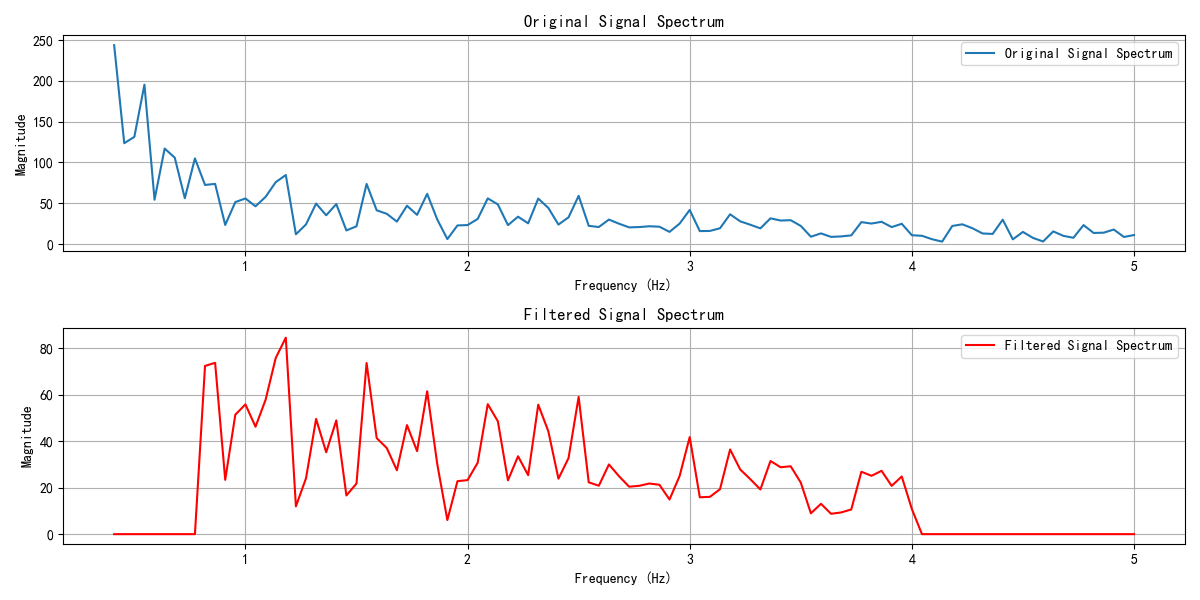 Original Signal Spectrum
250
200
150
100
50
0
Magnitude
Original Signal Spectrum
1
2
3
4
5
Frequency (Hz)
Filtered Signal Spectrum
80
60
40
20
0
Magnitude
Filtered Signal Spectrum
1
2
3
4
5
Frequency (Hz)